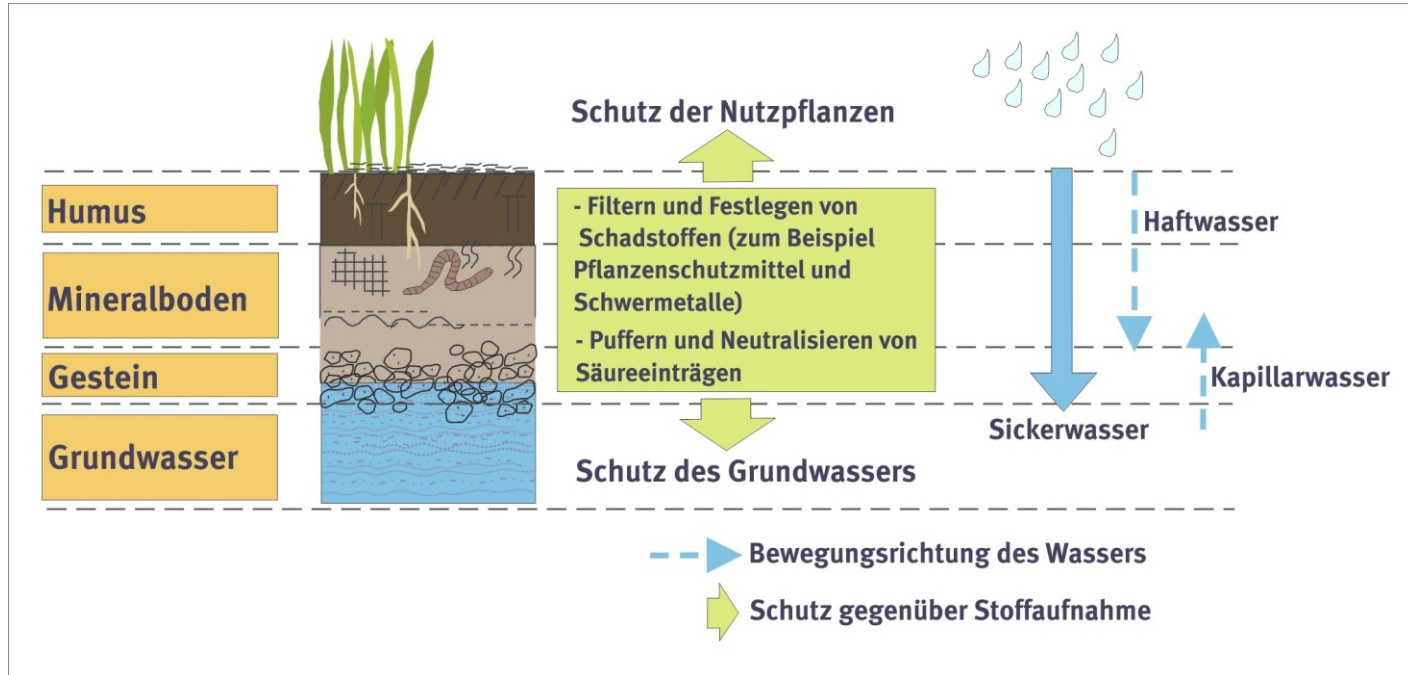 Schutz der Nutzpflanzen
Humus
Mineralboden
Gestein
Grundwasser
- Filtern und Festlegen von
Schadstoffen (zum Beispiel
Pflanzenschutzmittel und
Schwermetalle)
- Puffern und Neutralisieren von
Säureeinträgen
Schutz des Grundwassers
Haftwasser
Kapillarwasser
Sickerwasser
Bewegungsrichtung des Wassers
Schutz gegenüber Stoffaufnahme